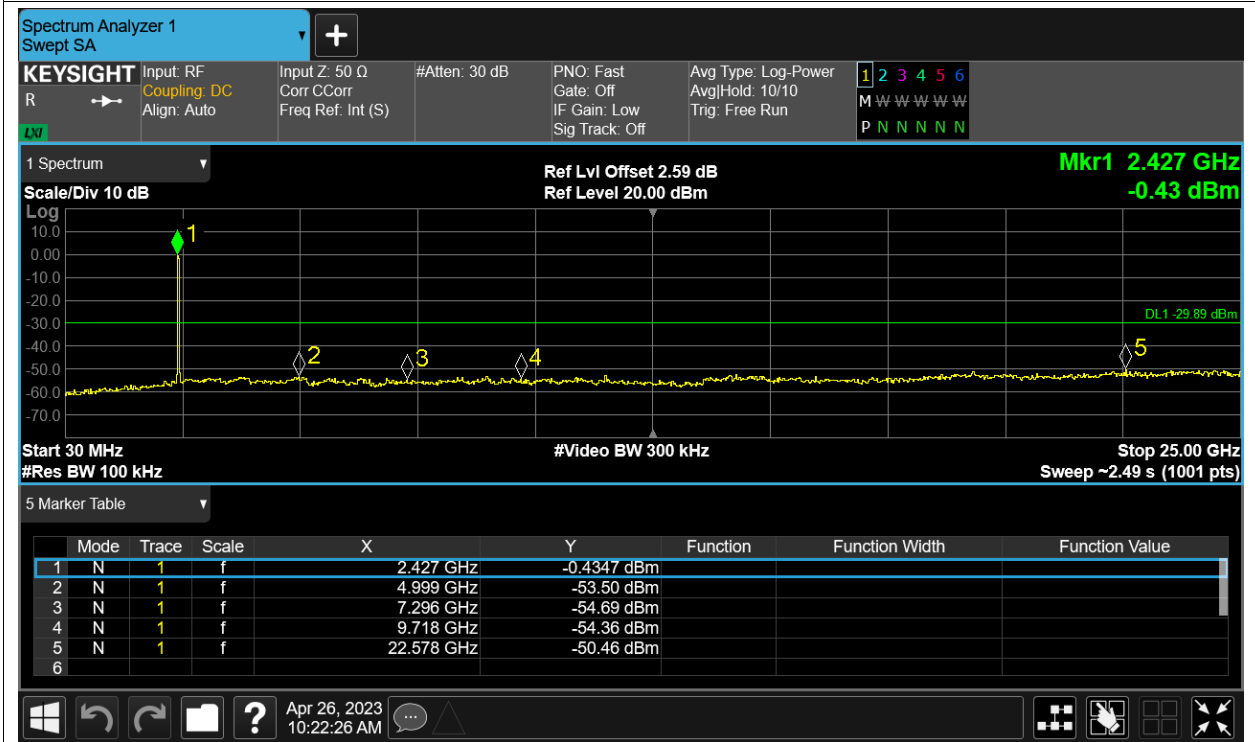 Spectrum Analyzer 1
Swept SA
+
KEYSIGHT Input: RF Input Z: 50 Ω #Atten: 30 dB PNO: Fast Avg Type: Log-Power 1 2 3 4 5 6
R Coupling: DC Corr CCorr Gate: Off Avg|Hold: 10/10 M W W W W W
Align: Auto Freq Ref: Int (S) IF Gain: Low Trig: Free Run
LXI Sig Track: Off P N N N N N
1 Spectrum Ref Lvl Offset 2.59 dB Mkr1 2.427 GHz
Scale/Div 10 dB Ref Level 20.00 dBm -0.43 dBm
Log
10.0 1
0.00
-10.0
-20.0
-30.0 DL1 -29.89 dBm
-40.0 2 3 4 5
-50.0
-60.0
-70.0
Start 30 MHz #Video BW 300 kHz Stop 25.00 GHz
#Res BW 100 kHz Sweep ~2.49 s (1001 pts)
5 Marker Table
Mode Trace Scale X Y Function Function Width Function Value
1 N 1 f 2.427 GHz -0.4347 dBm
2 N 1 f 4.999 GHz -53.50 dBm
3 N 1 f 7.296 GHz -54.69 dBm
4 N 1 f 9.718 GHz -54.36 dBm
5 N 1 f 22.578 GHz -50.46 dBm
6
? Apr 26, 2023
10:22:26 AM